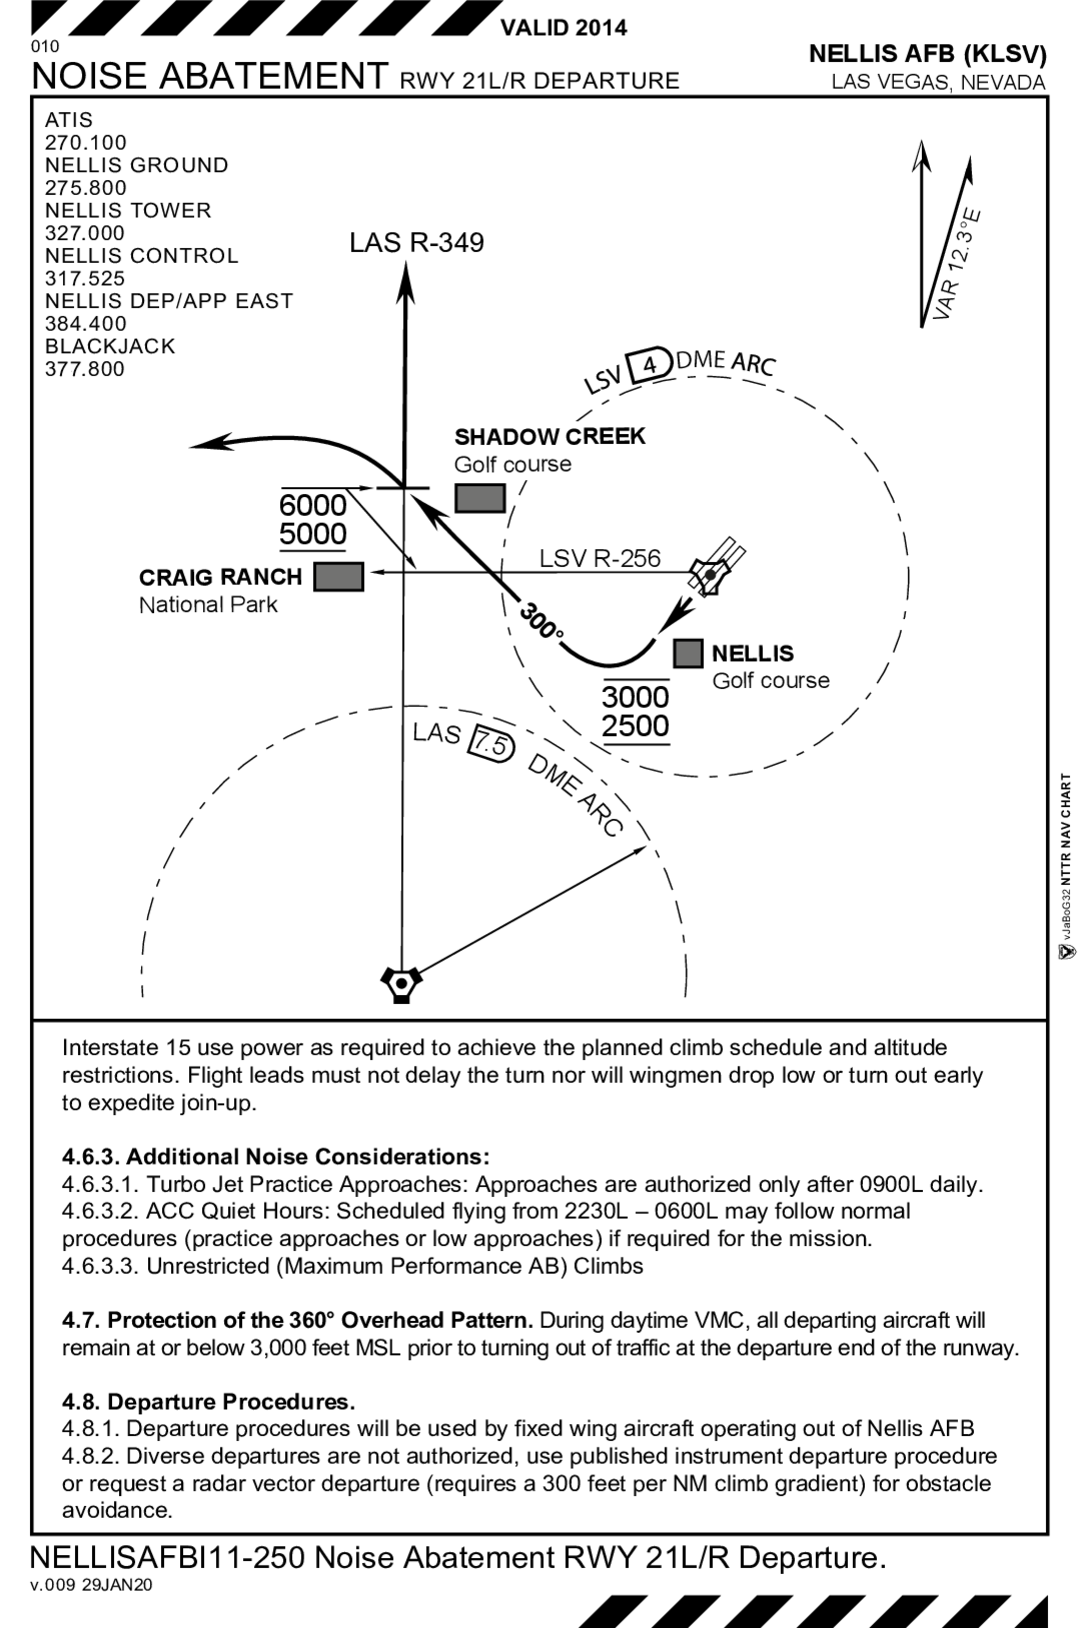 VALID 2014
010
NOISE ABATEMENT RWY 21L/R DEPARTURE
NELLIS AFB (KLSV)
LAS VEGAS, NEVADA
ATIS
270.100
NELLIS GROUND
275.800
NELLIS TOWER
327.000
NELLIS CONTROL
317.525
NELLIS DEP/APP EAST
384.400
BLACKJACK
377.800
LAS R-349
VAR 12.3°E
LSV 4 DME ARC
SHADOW CREEK
Golf course
6000
5000
LSV R-256
CRAIG RANCH
National Park
300°
NELLIS
Golf course
3000
2500
LAS 7.5 DME ARC
vJaBoG32 NTTR NAV CHART
Interstate 15 use power as required to achieve the planned climb schedule and altitude
restrictions. Flight leads must not delay the turn nor will wingmen drop low or turn out early
to expedite join-up.
4.6.3. Additional Noise Considerations:
4.6.3.1. Turbo Jet Practice Approaches: Approaches are authorized only after 0900L daily.
4.6.3.2. ACC Quiet Hours: Scheduled flying from 2230L – 0600L may follow normal
procedures (practice approaches or low approaches) if required for the mission.
4.6.3.3. Unrestricted (Maximum Performance AB) Climbs
4.7. Protection of the 360° Overhead Pattern. During daytime VMC, all departing aircraft will
remain at or below 3,000 feet MSL prior to turning out of traffic at the departure end of the runway.
4.8. Departure Procedures.
4.8.1. Departure procedures will be used by fixed wing aircraft operating out of Nellis AFB
4.8.2. Diverse departures are not authorized, use published instrument departure procedure
or request a radar vector departure (requires a 300 feet per NM climb gradient) for obstacle
avoidance.
NELLISAFBI11-250 Noise Abatement RWY 21L/R Departure.
v.009 29JAN20